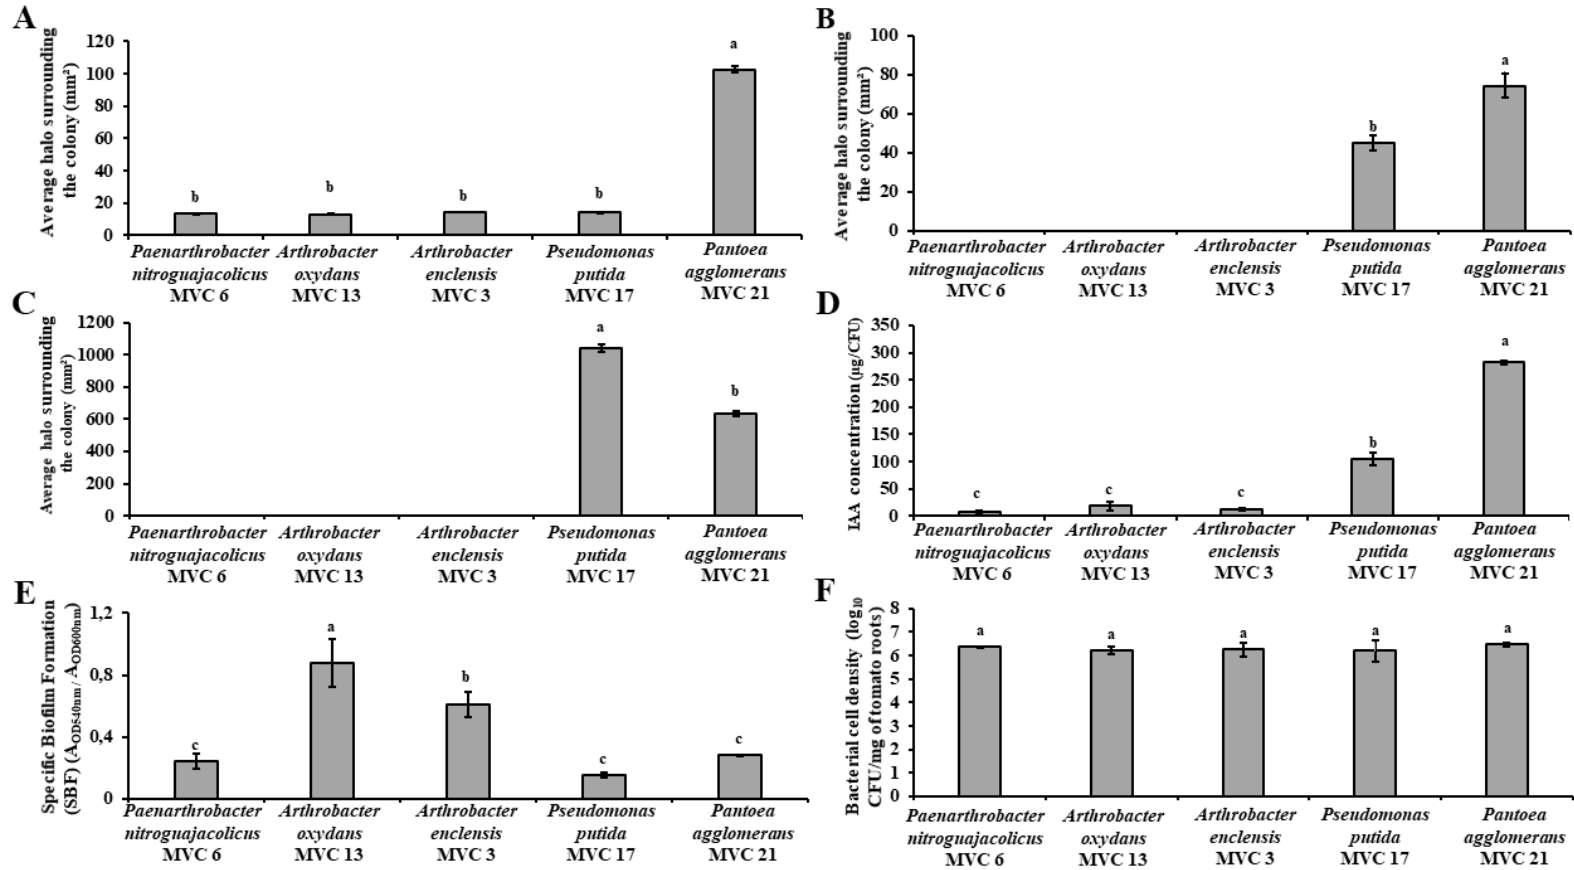 A
Average halo surrounding
the colony (mm²)
120
100
80
60
40
20
0
b
b
b
b
a
Paenarthrobacter
nitroguajacolicus
MVC 6
Arthrobacter
oxydans
MVC 13
Arthrobacter
enclensis
MVC 3
Pseudomonas
putida
MVC 17
Pantoea
agglomerans
MVC 21
B
Average halo surrounding
the colony (mm²)
100
80
60
40
20
0
b
a
Paenarthrobacter
nitroguajacolicus
MVC 6
Arthrobacter
oxydans
MVC 13
Arthrobacter
enclensis
MVC 3
Pseudomonas
putida
MVC 17
Pantoea
agglomerans
MVC 21
C
Average halo surrounding
the colony (mm²)
1200
1000
800
600
400
200
0
a
b
Paenarthrobacter
nitroguajacolicus
MVC 6
Arthrobacter
oxydans
MVC 13
Arthrobacter
enclensis
MVC 3
Pseudomonas
putida
MVC 17
Pantoea
agglomerans
MVC 21
D
IAA concentration (µg/CFU)
350
300
250
200
150
100
50
0
c
c
c
b
a
Paenarthrobacter
nitroguajacolicus
MVC 6
Arthrobacter
oxydans
MVC 13
Arthrobacter
enclensis
MVC 3
Pseudomonas
putida
MVC 17
Pantoea
agglomerans
MVC 21
E
Specific Biofilm Formation
(SBF) (AOD540nm / AOD600nm)
1,2
0,8
0,4
0
c
a
b
c
c
Paenarthrobacter
nitroguajacolicus
MVC 6
Arthrobacter
oxydans
MVC 13
Arthrobacter
enclensis
MVC 3
Pseudomonas
putida
MVC 17
Pantoea
agglomerans
MVC 21
F
Bacterial cell density (log10
CFU/mg of tomato roots)
8
7
6
5
4
3
2
1
0
a
a
a
a
a
Paenarthrobacter
nitroguajacolicus
MVC 6
Arthrobacter
oxydans
MVC 13
Arthrobacter
enclensis
MVC 3
Pseudomonas
putida
MVC 17
Pantoea
agglomerans
MVC 21